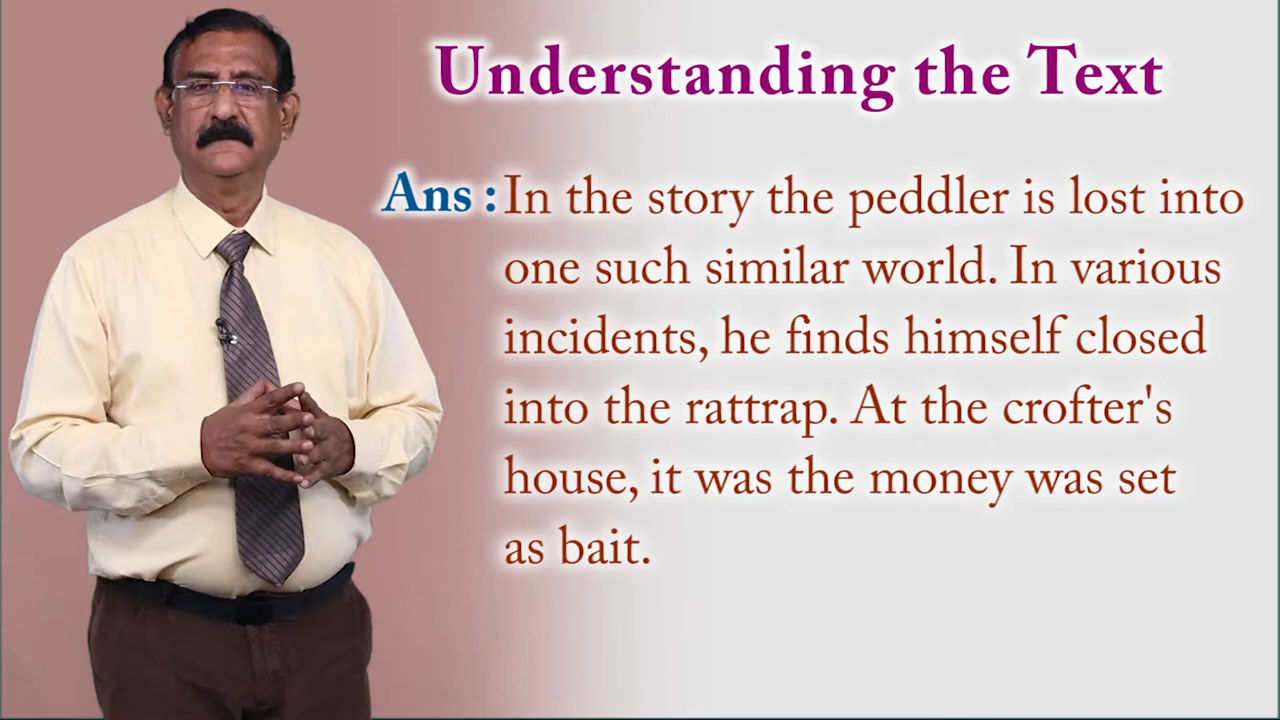 Understanding the Text
Ans : In the story the peddler is lost into
one such similar world. In various
incidents, he finds himself closed
into the rattrap. At the crofter's
house, it was the money was set
as bait.